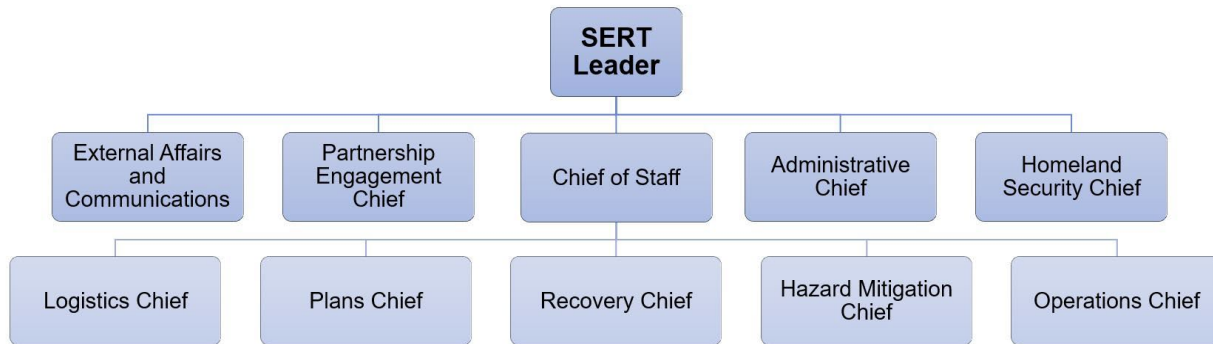 SERT
Leader
External Affairs
and
Communications
Partnership
Engagement
Chief
Chief of Staff
Administrative
Chief
Homeland
Security Chief
Logistics Chief
Plans Chief
Recovery Chief
Hazard Mitigation
Chief
Operations Chief